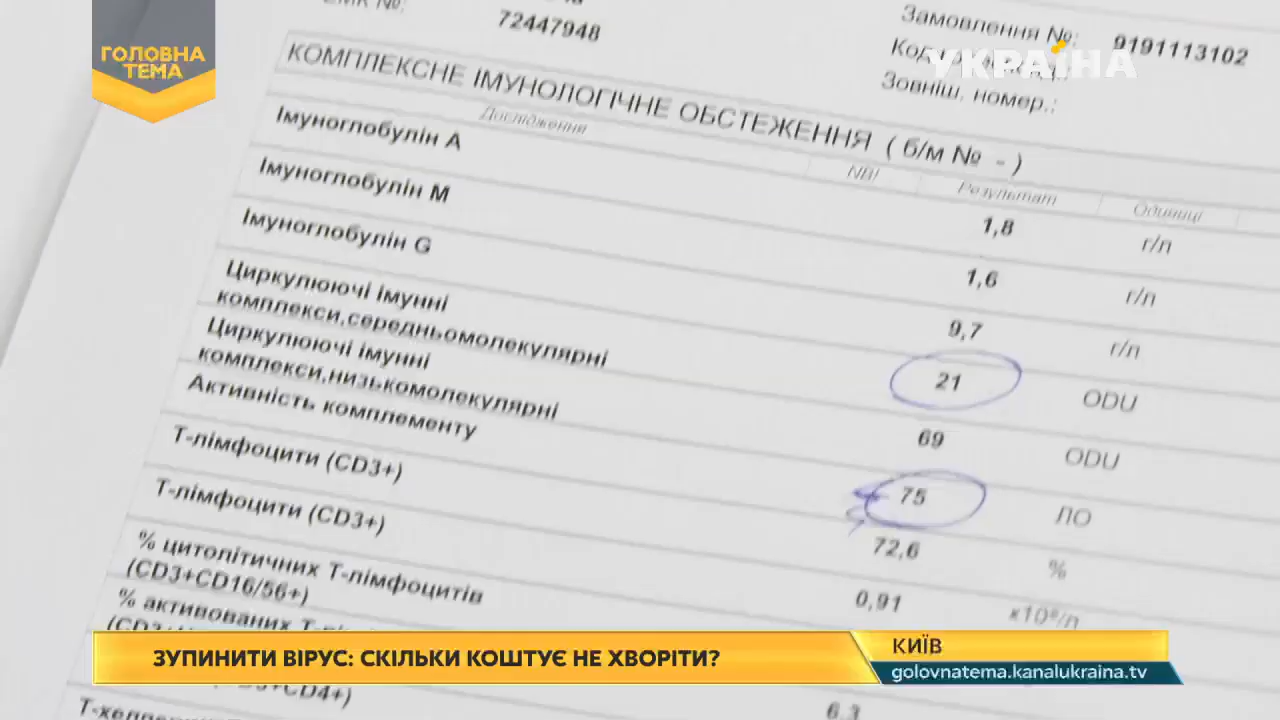 ГОЛОВНА
ТЕМА
УКРАЇНА
72447948
Замовлення №: 9191113102
Зовніш. номер.:
КОМПЛЕКСНЕ ІМУНОЛОГІЧНЕ ОБСТЕЖЕННЯ ( б/м № - )
Дослідження NB! Результат Одиниці
Імуноглобулін А 1,8 г/л
Імуноглобулін М 1,6 г/л
Імуноглобулін G 9,7 г/л
Циркулюючі імунні
комплекси,середньомолекулярні 21 ODU
Циркулюючі імунні
комплекси,низькомолекулярні 69 ODU
Активність комплементу 75 ЛО
Т-лімфоцити (CD3+) 72,6 %
Т-лімфоцити (CD3+) 0,91
% цитолітичних Т-лімфоцитів
(CD3+CD16/56+)
% активованих
6,3
ЗУПИНИТИ ВІРУС: СКІЛЬКИ КОШТУЄ НЕ ХВОРІТИ?
КИЇВ
golovnatema.kanalukraina.tv